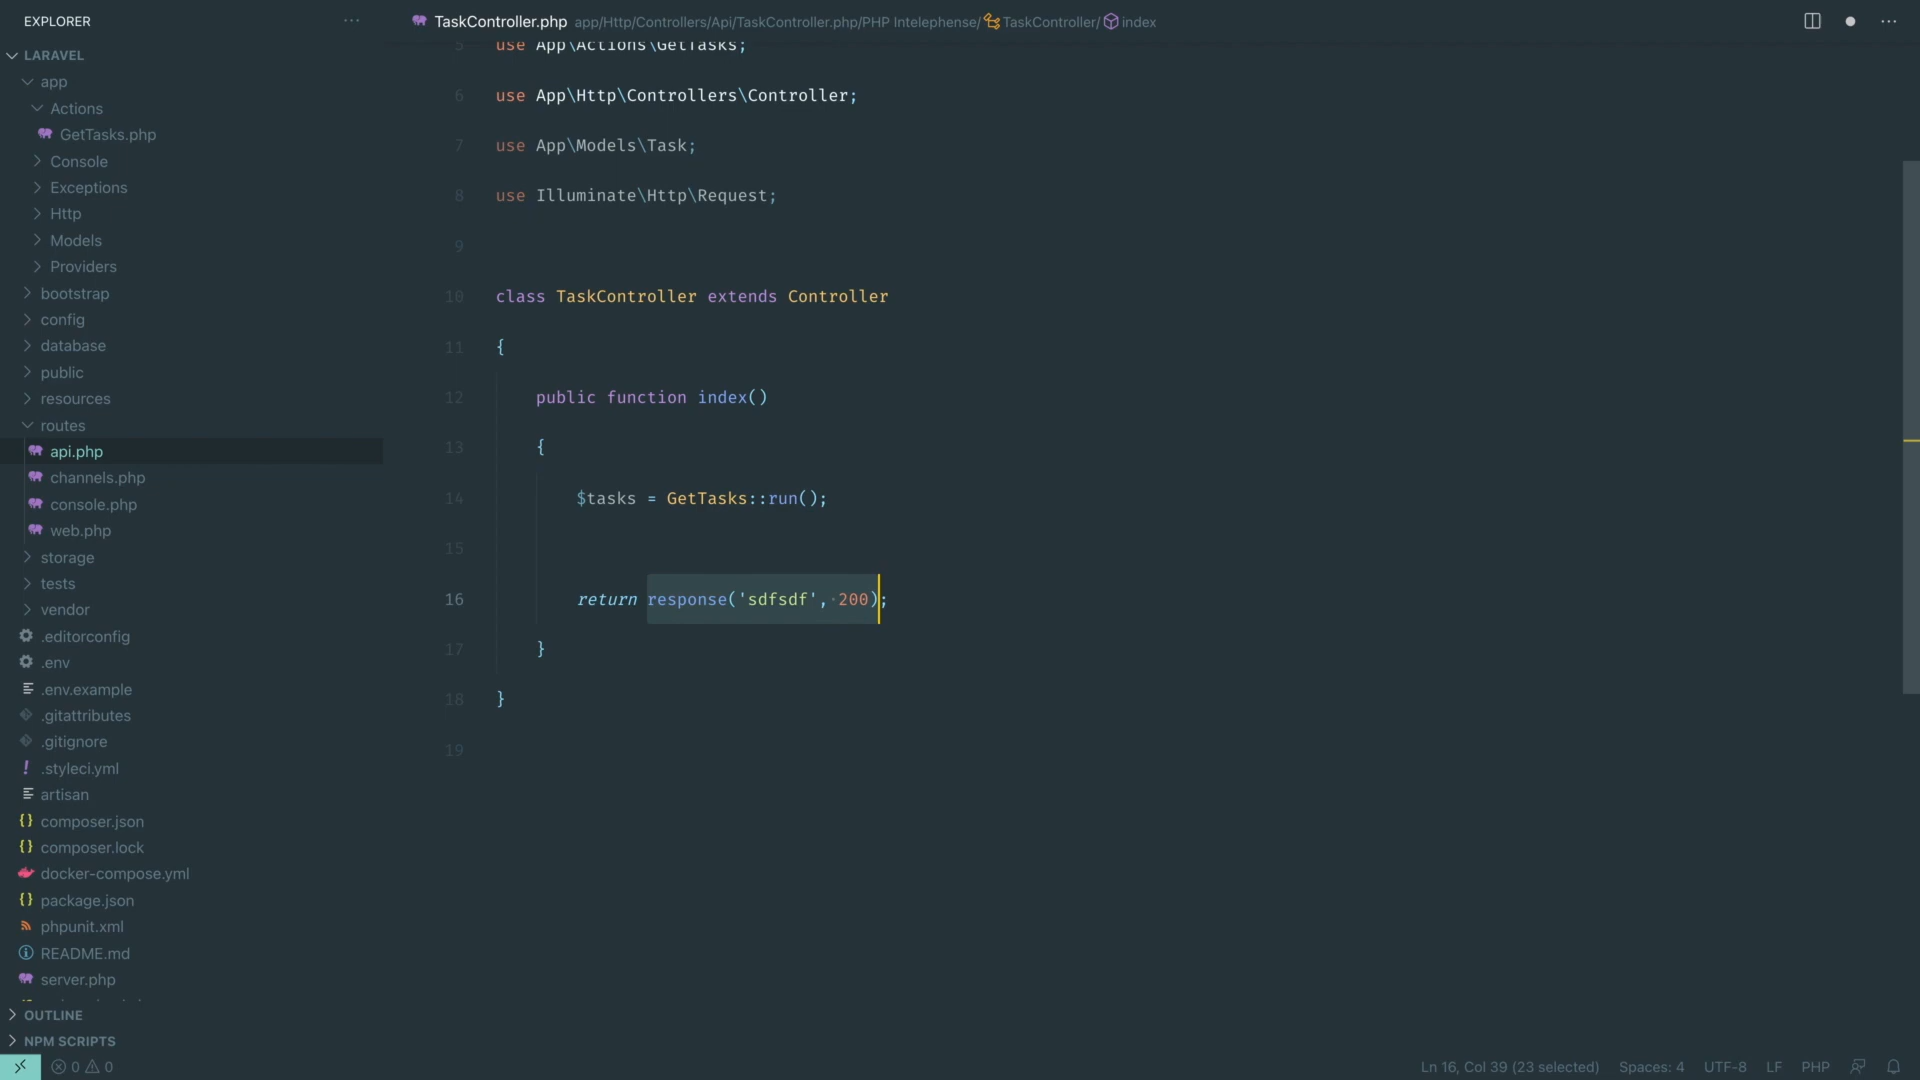 EXPLORER
LARAVEL
app
Actions
GetTasks.php
Console
Exceptions
Http
Models
Providers
bootstrap
config
database
public
resources
routes
api.php
channels.php
console.php
web.php
storage
tests
vendor
.editorconfig
.env
.env.example
.gitattributes
.gitignore
.styleci.yml
artisan
composer.json
composer.lock
docker-compose.yml
package.json
phpunit.xml
README.md
server.php
OUTLINE
NPM SCRIPTS
TaskController.php app/Http/Controllers/Api/TaskController.php/PHP Intelephense/ TaskController/ index
5 use App\Actions\GetTasks;
6 use App\Http\Controllers\Controller;
7 use App\Models\Task;
8 use Illuminate\Http\Request;
9
10 class TaskController extends Controller
11 {
12 public function index()
13 {
14 $tasks = GetTasks::run();
15
16 return response('sdfsdf', 200);
17 }
18 }
19
0 0
Ln 16, Col 39 (23 selected) Spaces: 4 UTF-8 LF PHP